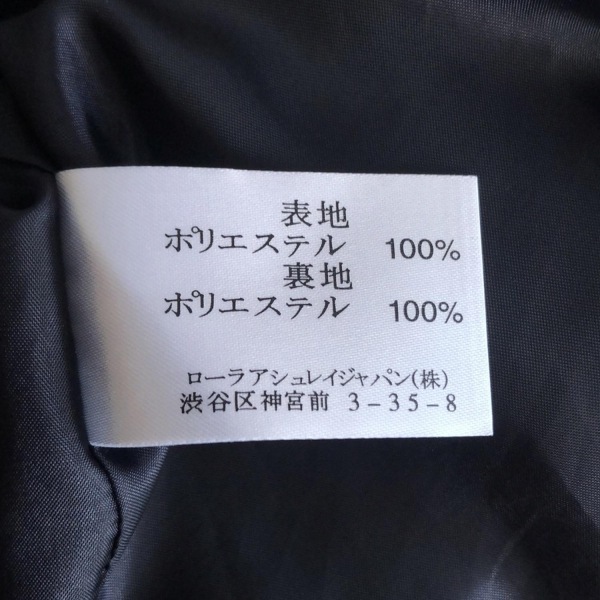 表地
ポリエステル 100%
裏地
ポリエステル 100%
ローラアシュレイジャパン(株)
渋谷区神宮前 3-35-8